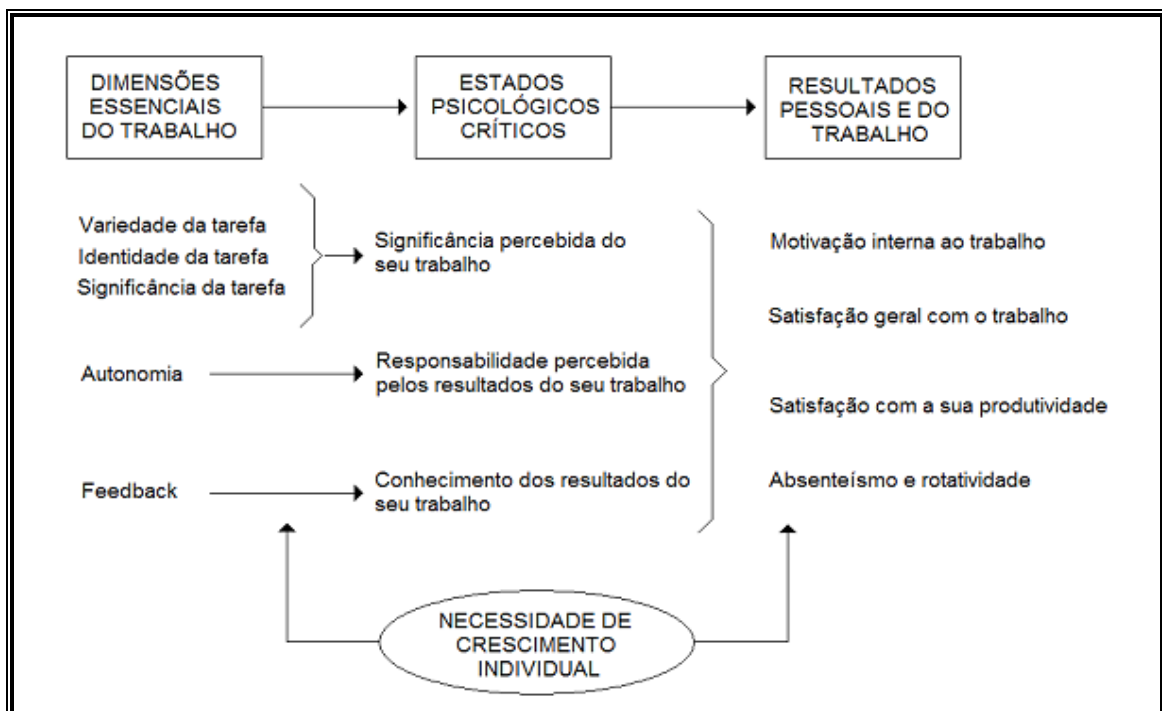 DIMENSÕES
ESSENCIAIS
DO TRABALHO
ESTADOS
PSICOLÓGICOS
CRÍTICOS
RESULTADOS
PESSOAIS E DO
TRABALHO
Variedade da tarefa
Identidade da tarefa
Significância da tarefa
Significância percebida do
seu trabalho
Motivação interna ao trabalho
Satisfação geral com o trabalho
Autonomia
Responsabilidade percebida
pelos resultados do seu trabalho
Satisfação com a sua produtividade
Feedback
Conhecimento dos resultados do
seu trabalho
Absenteísmo e rotatividade
NECESSIDADE DE
CRESCIMENTO
INDIVIDUAL